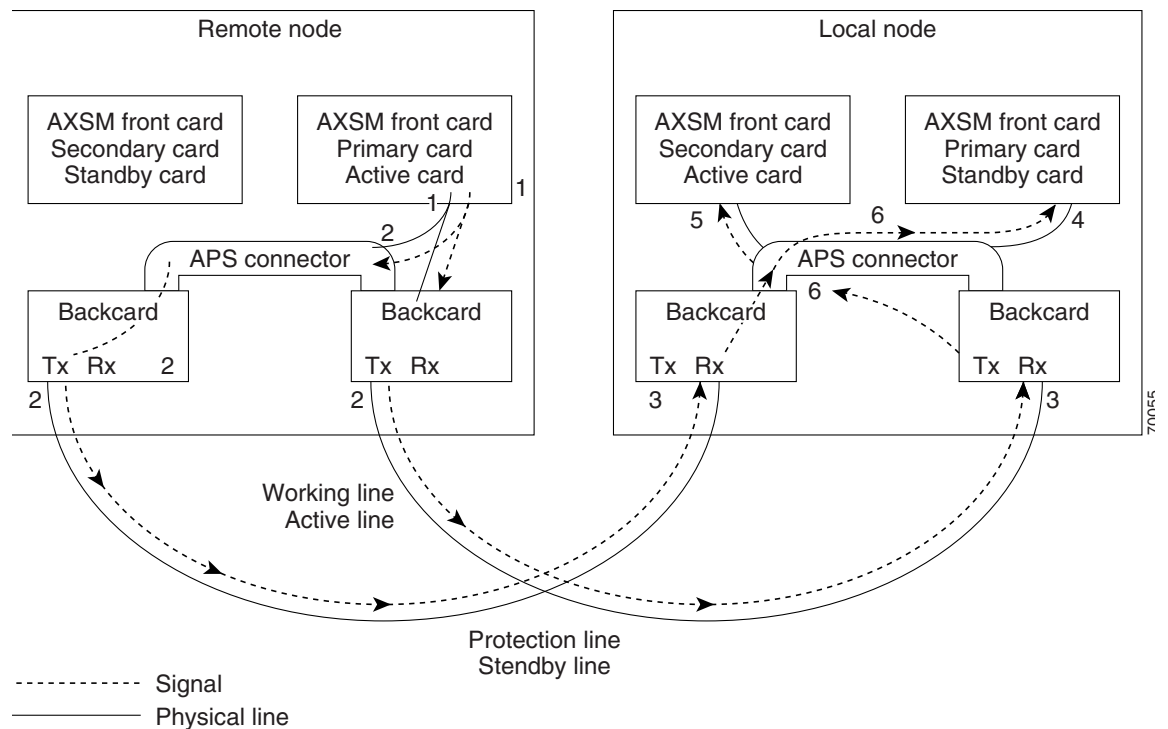 Remote node
Local node
AXSM front card
Secondary card
Standby card
AXSM front card
Primary card
Active card
AXSM front card
Secondary card
Active card
AXSM front card
Primary card
Standby card
1
1
2
5
6
4
APS connector
APS connector
6
Backcard
Backcard
Backcard
Backcard
Tx Rx 2
Tx Rx
Tx Rx
Tx Rx
2
2
3
3
70055
Working line
Active line
Protection line
Stendby line
Signal
Physical line